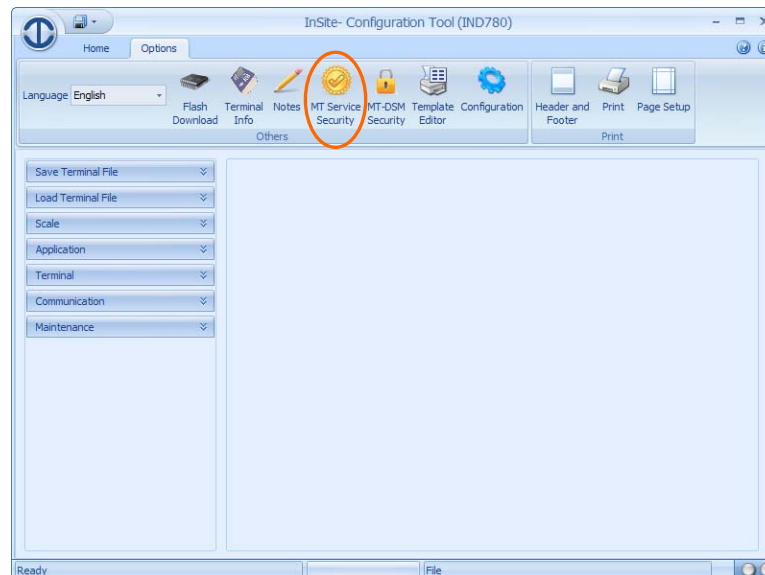 InSite- Configuration Tool (IND780)
Home Options
Language English
Flash Download
Terminal Info
Notes
MT Service Security
MT-DSM Security
Template Editor
Configuration
Others
Header and Footer
Print
Page Setup
Print
Save Terminal File
Load Terminal File
Scale
Application
Terminal
Communication
Maintenance
Ready File